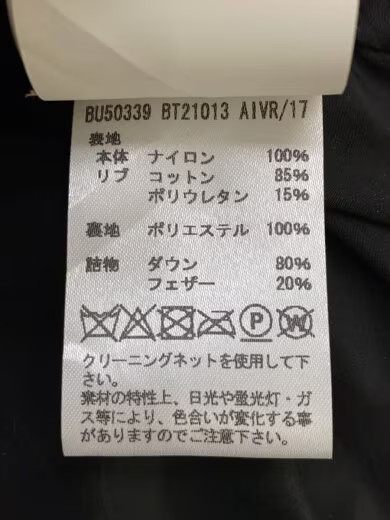 BU50339 BT21013 AIVR/17
表地
本体 ナイロン 100%
リブ コットン 85%
ポリウレタン 15%
裏地 ポリエステル 100%
詰物 ダウン 80%
フェザー 20%
P W
クリーニングネットを使用して下
さい。
素材の特性上、日光や蛍光灯・ガ
ス等により、色合いが変化する事
がありますのでご注意下さい。